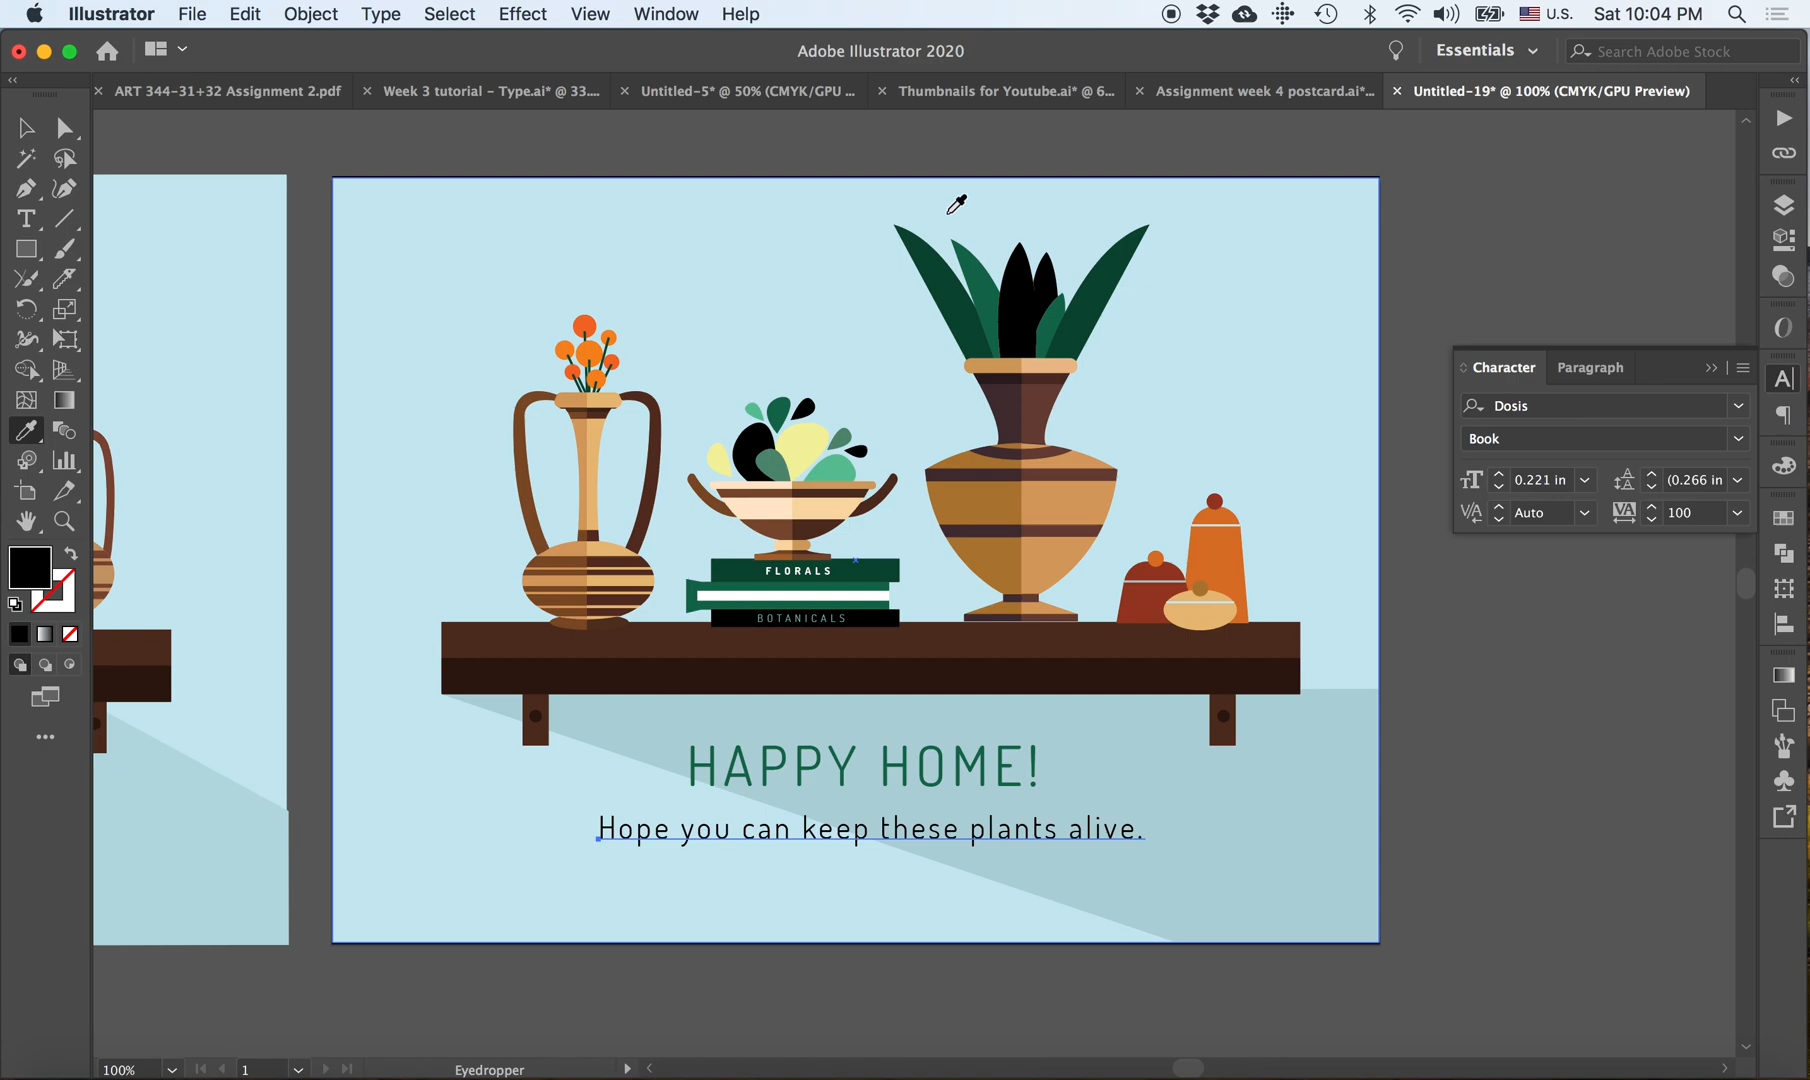 Illustrator File Edit Object Type Select Effect View Window Help U.S. Sat 10:04 PM
Adobe Illustrator 2020 Essentials Search Adobe Stock
ART 344-31+32 Assignment 2.pdf Week 3 tutorial - Type.ai* @ 33.... Untitled-5* @ 50% (CMYK/GPU ... Thumbnails for Youtube.ai* @ 6... Assignment week 4 postcard.ai*... Untitled-19* @ 100% (CMYK/GPU Preview)
Character Paragraph
Dosis
Book
0.221 in (0.266 in
Auto 100
FLORALS
BOTANICALS
HAPPY HOME!
Hope you can keep these plants alive.
100% 1 Eyedropper